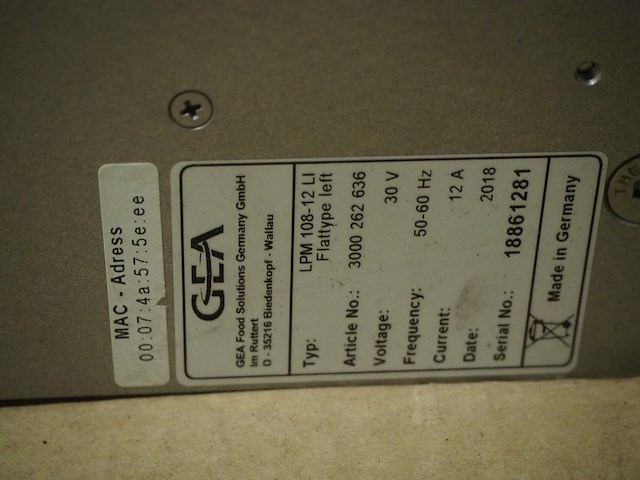 MAC - Adress
00:07:4a:57:5e:ee
GEA
GEA Food Solutions Germany GmbH
Im Ruttert
D - 35216 Biedenkopf - Wallau
Typ: LPM 108-12 LI
Flattype left
Article No.: 3000 262 636
Voltage: 30 V
Frequency: 50-60 Hz
Current: 12 A
Date: 2018
Serial No.: 18861281
Made in Germany
THE